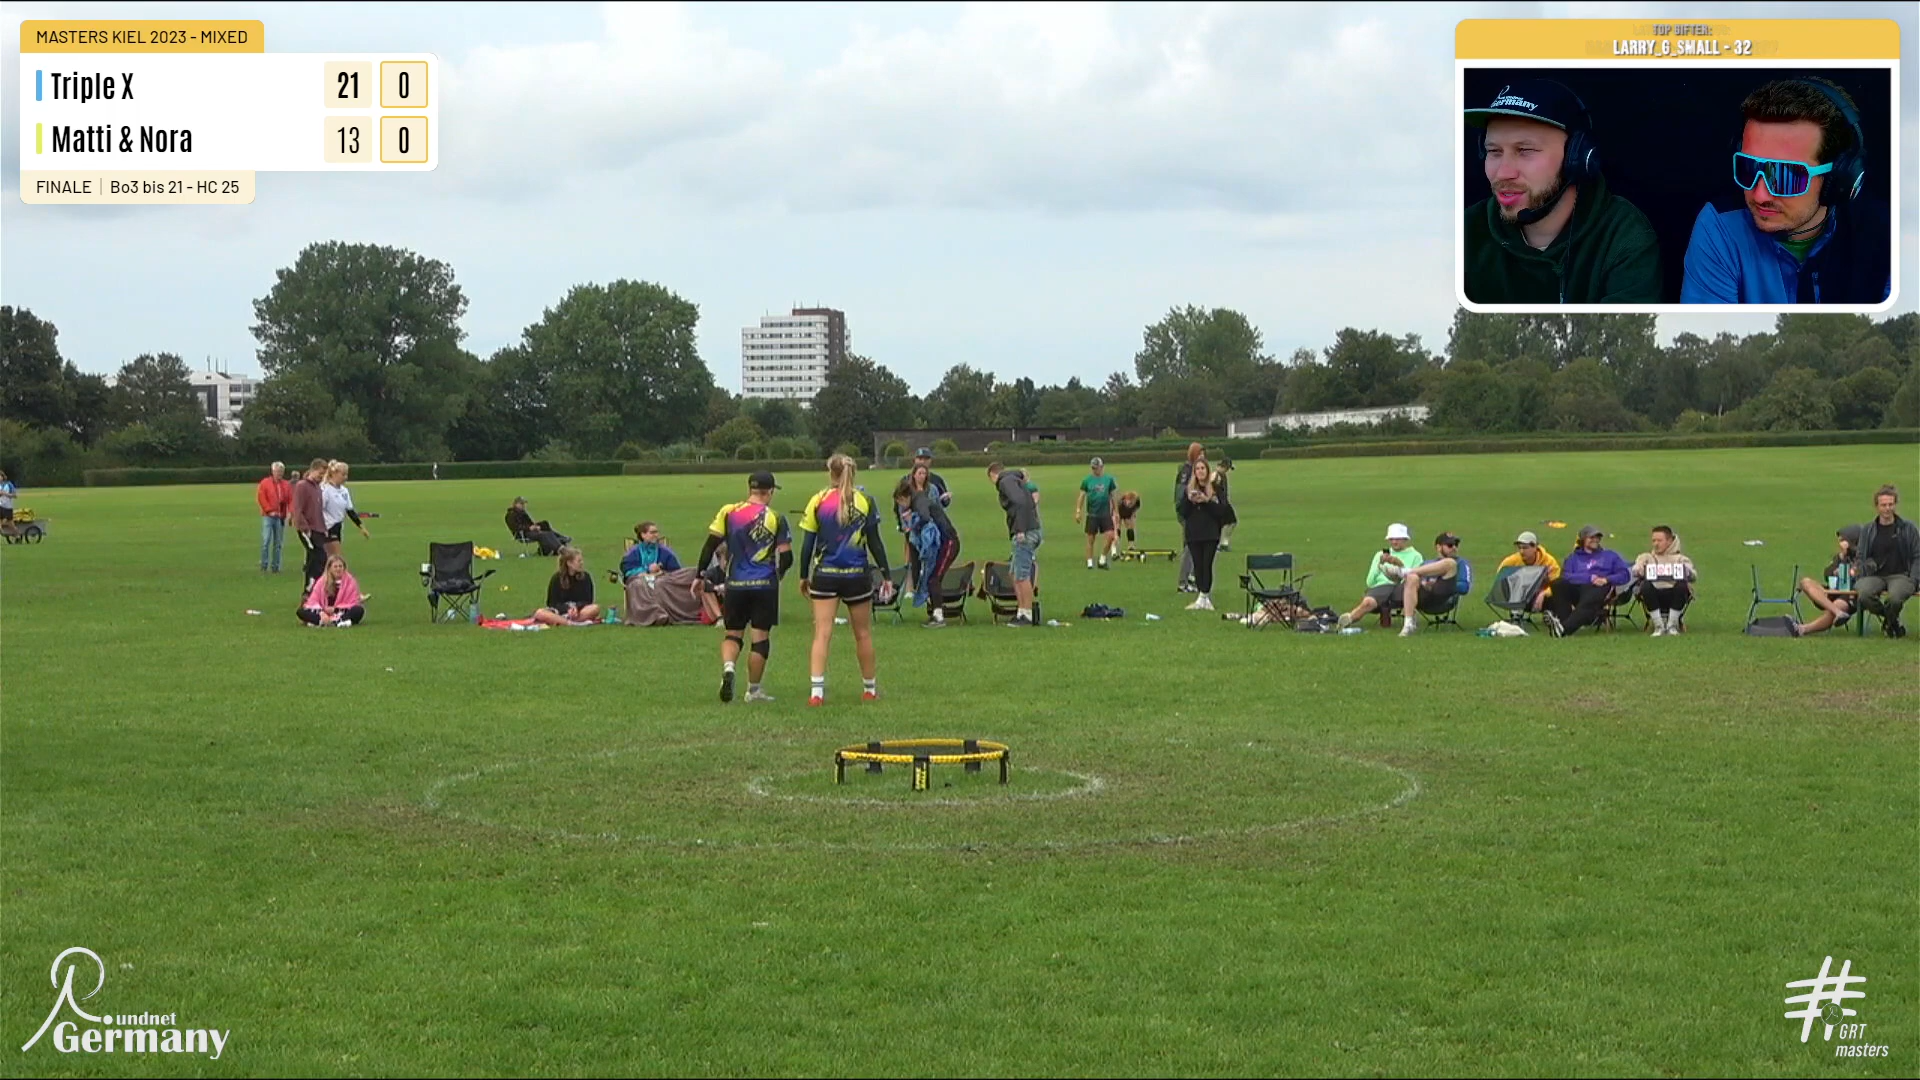 MASTERS KIEL 2023 - MIXED
Triple X 21 0
Matti & Nora 13 0
FINALE | Bo3 bis 21 - HC 25
TOP GIFTER:
LARRY_G_SMALL - 32
Roundnet
Germany
GRT
masters